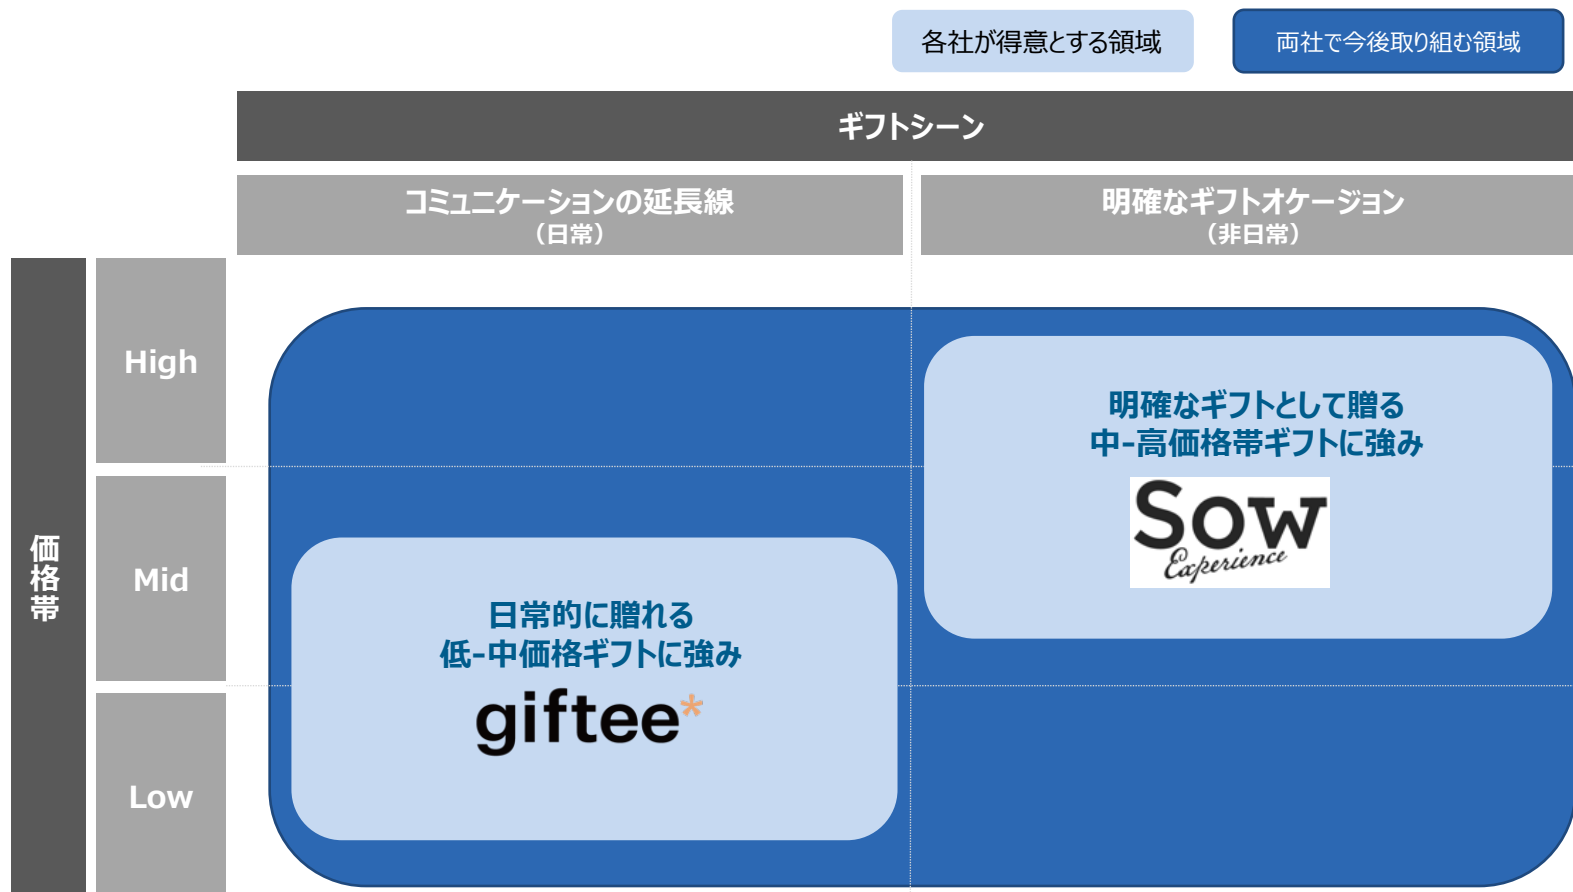 各社が得意とする領域
両社で今後取り組む領域
ギフトシーン
コミュニケーションの延長線
（日常）
明確なギフトオケージョン
（非日常）
価格帯
High
Mid
Low
明確なギフトとして贈る
中-高価格帯ギフトに強み
Sow
Experience
日常的に贈れる
低-中価格ギフトに強み
giftee*